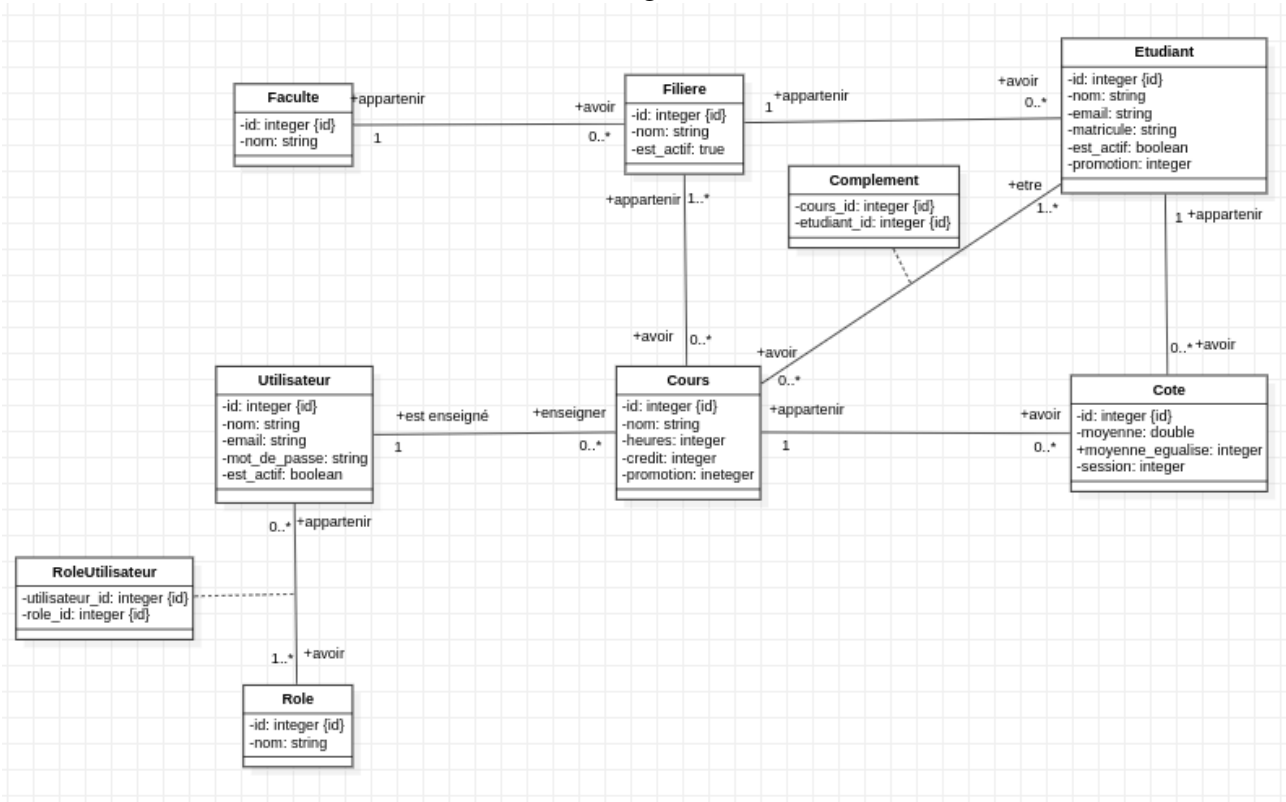 Faculte
-id: integer {id}
-nom: string
+appartenir
1
+avoir
0..*
Filiere
-id: integer {id}
-nom: string
-est_actif: true
+appartenir
1
+avoir
0..*
Etudiant
-id: integer {id}
-nom: string
-email: string
-matricule: string
-est_actif: boolean
-promotion: integer
Complement
-cours_id: integer {id}
-etudiant_id: integer {id}
+etre
1..*
+appartenir
1..*
1
+appartenir
+avoir
0..*
+avoir
0..*
0..*
+avoir
Utilisateur
-id: integer {id}
-nom: string
-email: string
-mot_de_passe: string
-est_actif: boolean
+est enseigné
1
+enseigner
0..*
Cours
-id: integer {id}
-nom: string
-heures: integer
-credit: integer
-promotion: ineteger
+appartenir
1
+avoir
0..*
Cote
-id: integer {id}
-moyenne: double
+moyenne_egualise: integer
-session: integer
0..*
+appartenir
RoleUtilisateur
-utilisateur_id: integer {id}
-role_id: integer {id}
1..*
+avoir
Role
-id: integer {id}
-nom: string